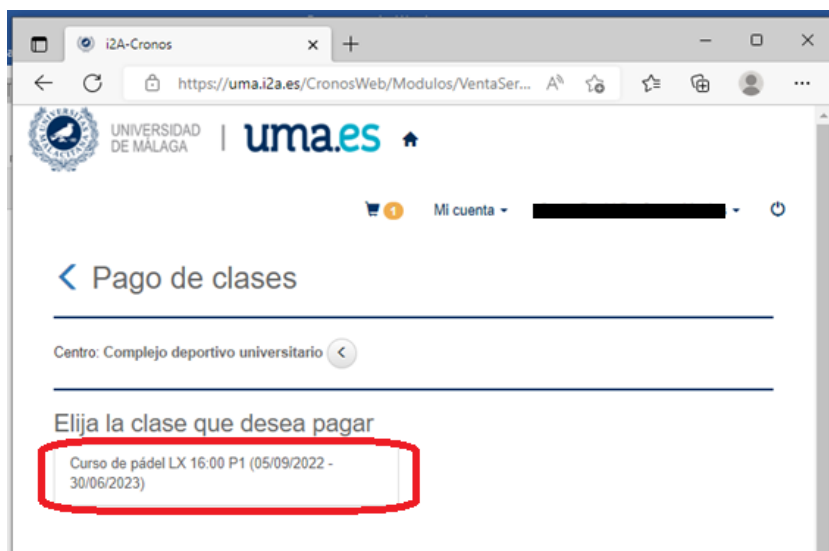 i2A-Cronos
https://uma.i2a.es/CronosWeb/Modulos/VentaSer...
UNIVERSIDAD
DE MÁLAGA
uma.es
1
Mi cuenta
Pago de clases
Centro: Complejo deportivo universitario
Elija la clase que desea pagar
Curso de pádel LX 16:00 P1 (05/09/2022 -
30/06/2023)